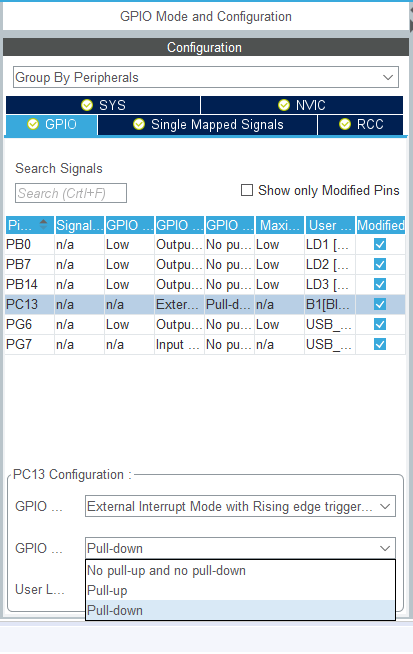 GPIO Mode and Configuration
Configuration
Group By Peripherals
SYS NVIC
GPIO Single Mapped Signals RCC
Search Signals
Search (Crtl+F)
Show only Modified Pins
Pi... Signal... GPIO ... GPIO ... GPIO ... Maxi... User ... Modified
PB0 n/a Low Outpu... No pu... Low LD1 [...
PB7 n/a Low Outpu... No pu... Low LD2 [...
PB14 n/a Low Outpu... No pu... Low LD3 [...
PC13 n/a n/a Exter... Pull-d... n/a B1[Bl...
PG6 n/a Low Outpu... No pu... Low USB_...
PG7 n/a n/a Input ... No pu... n/a USB_...
PC13 Configuration :
GPIO ... External Interrupt Mode with Rising edge trigger...
GPIO ... Pull-down
No pull-up and no pull-down
User L... Pull-up
Pull-down